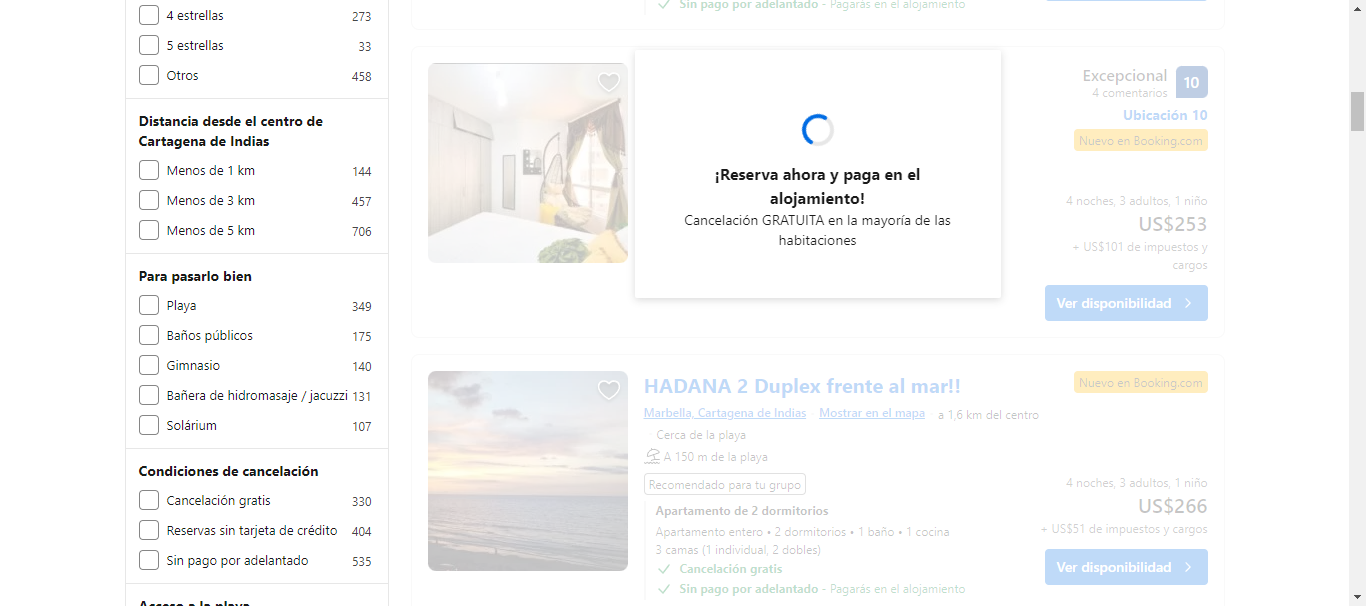 4 estrellas 273
5 estrellas 33
Otros 458
Distancia desde el centro de
Cartagena de Indias
Menos de 1 km 144
Menos de 3 km 457
Menos de 5 km 706
Para pasarlo bien
Playa 349
Baños públicos 175
Gimnasio 140
Bañera de hidromasaje / jacuzzi 131
Solárium 107
Condiciones de cancelación
Cancelación gratis 330
Reservas sin tarjeta de crédito 404
Sin pago por adelantado 535
Acceso a la playa
Sin pago por adelantado - Pagarás en el alojamiento
¡Reserva ahora y paga en el
alojamiento!
Cancelación GRATUITA en la mayoría de las
habitaciones
Excepcional 10
4 comentarios
Ubicación 10
Nuevo en Booking.com
4 noches, 3 adultos, 1 niño
US$253
+ US$101 de impuestos y
cargos
Ver disponibilidad
HADANA 2 Duplex frente al mar!!
Nuevo en Booking.com
Marbella, Cartagena de Indias Mostrar en el mapa a 1,6 km del centro
Cerca de la playa
A 150 m de la playa
Recomendado para tu grupo
Apartamento de 2 dormitorios
Apartamento entero • 2 dormitorios • 1 baño • 1 cocina
3 camas (1 individual, 2 dobles)
Cancelación gratis
Sin pago por adelantado - Pagarás en el alojamiento
4 noches, 3 adultos, 1 niño
US$266
+ US$51 de impuestos y cargos
Ver disponibilidad